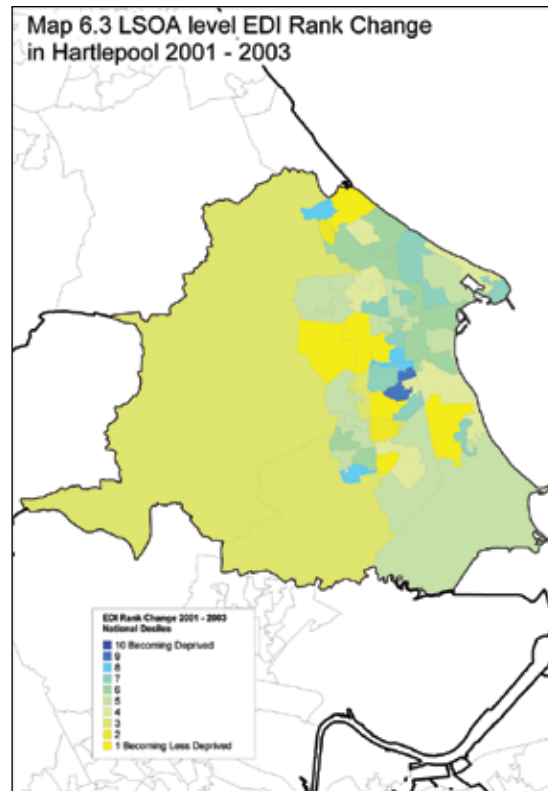 Map 6.3 LSOA level EDI Rank Change
in Hartlepool 2001 - 2003
EDI Rank Change 2001 - 2003
National Deciles
10 Becoming Deprived
9
8
7
6
5
4
3
2
1 Becoming Less Deprived